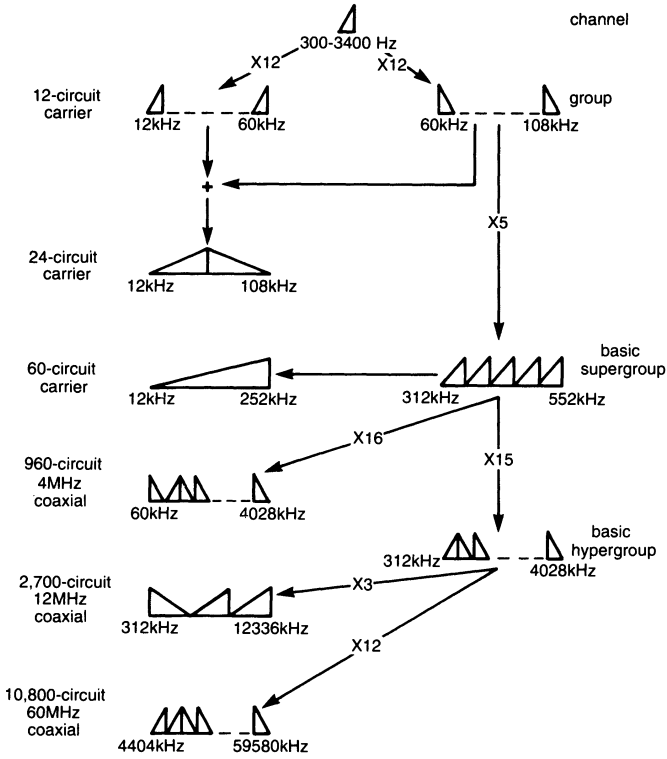 channel
300-3400 Hz
X12
X12
12-circuit
carrier
12kHz
60kHz
60kHz
108kHz
group
+
X5
24-circuit
carrier
12kHz
108kHz
60-circuit
carrier
12kHz
252kHz
312kHz
552kHz
basic
supergroup
X16
X15
960-circuit
4MHz
coaxial
60kHz
4028kHz
312kHz
4028kHz
basic
hypergroup
X3
2,700-circuit
12MHz
coaxial
312kHz
12336kHz
X12
10,800-circuit
60MHz
coaxial
4404kHz
59580kHz